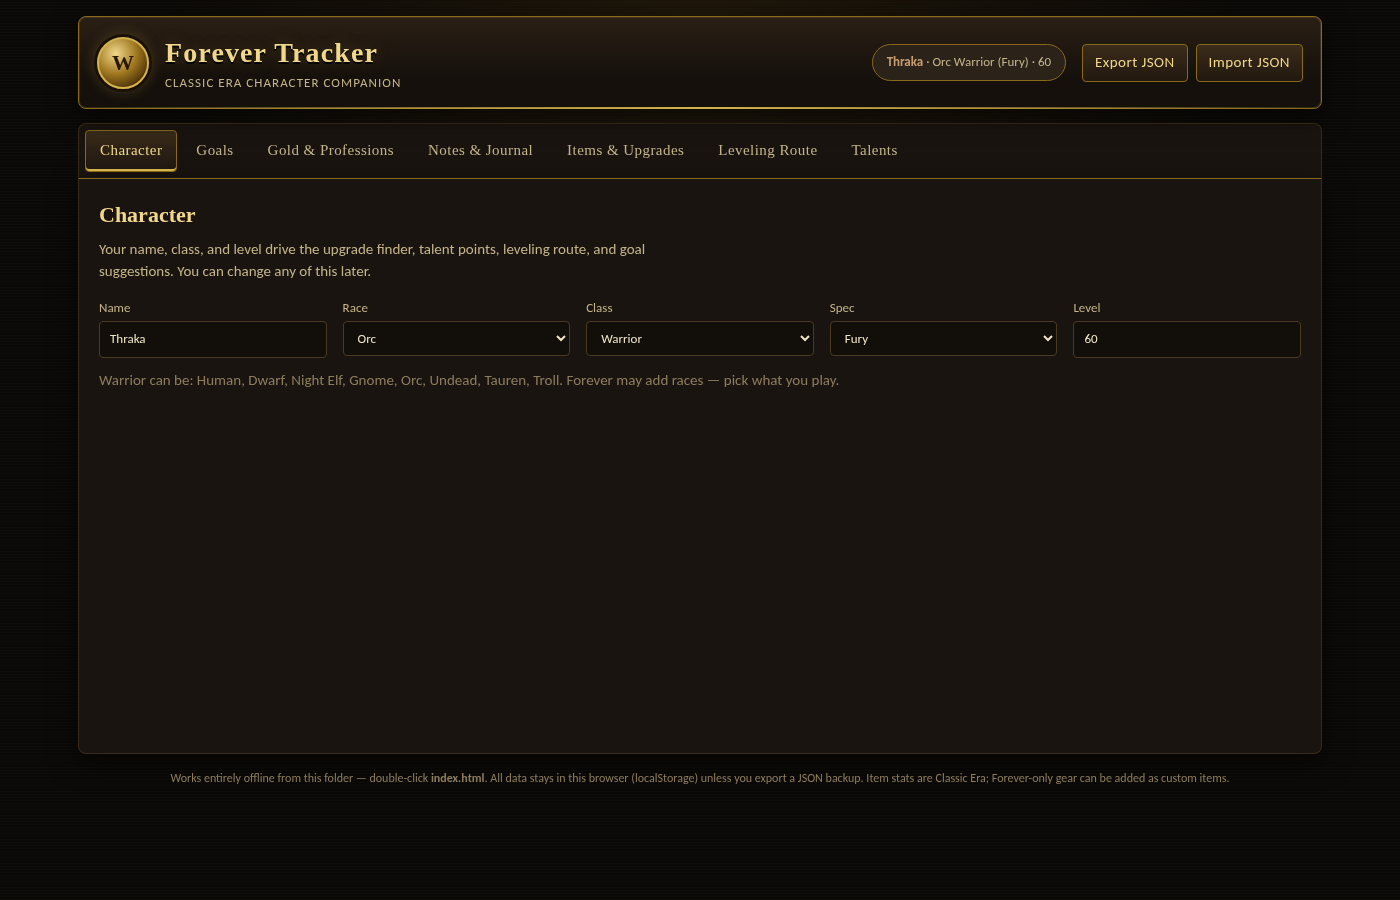 W
Forever Tracker
CLASSIC ERA CHARACTER COMPANION
Thraka · Orc Warrior (Fury) · 60
Export JSON
Import JSON
Character
Goals
Gold & Professions
Notes & Journal
Items & Upgrades
Leveling Route
Talents
Character
Your name, class, and level drive the upgrade finder, talent points, leveling route, and goal
suggestions. You can change any of this later.
Name
Race
Class
Spec
Level
Thraka
Orc
Warrior
Fury
60
Warrior can be: Human, Dwarf, Night Elf, Gnome, Orc, Undead, Tauren, Troll. Forever may add races — pick what you play.
Works entirely offline from this folder — double-click index.html. All data stays in this browser (localStorage) unless you export a JSON backup. Item stats are Classic Era; Forever-only gear can be added as custom items.